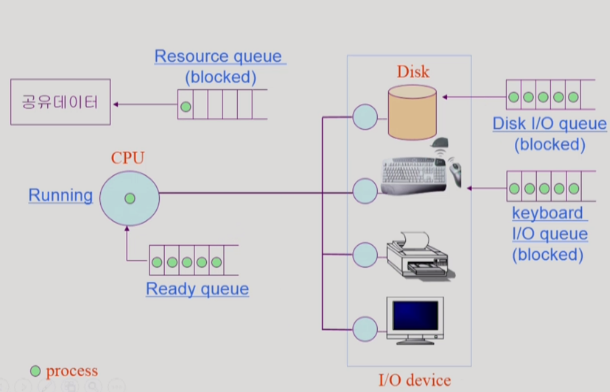 Resource queue
(blocked)
공유데이터
Disk
Disk I/O queue
(blocked)
CPU
Running
keyboard
I/O queue
(blocked)
Ready queue
process
I/O device